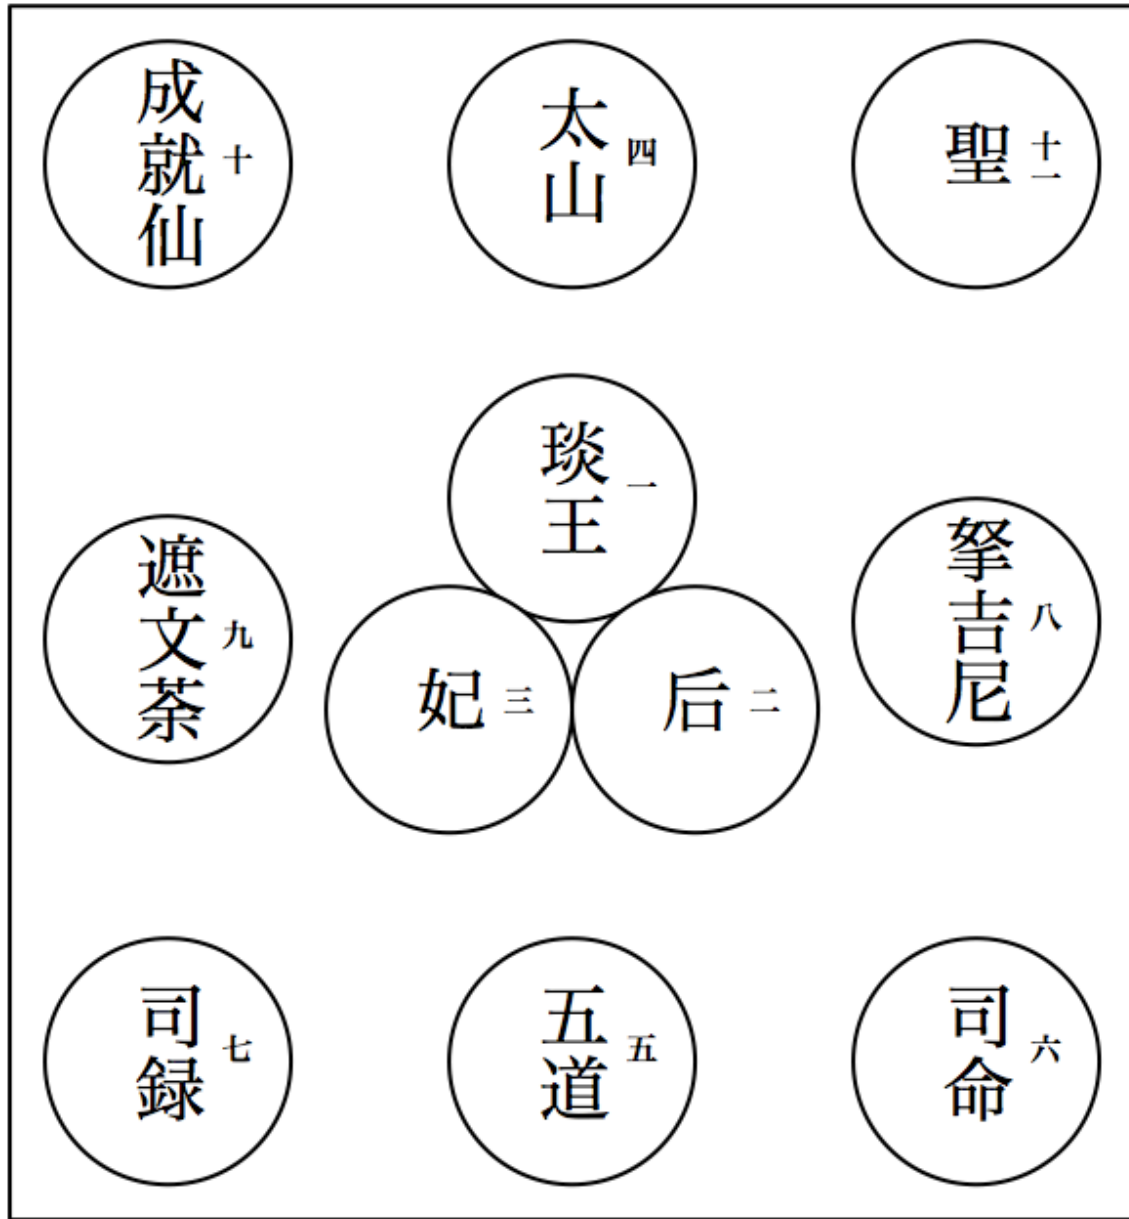 十一
聖
四
太山
十
成就仙
一
琰王
八
拏吉尼
二
后
三
妃
九
遮文荼
六
司命
五
五道
七
司録